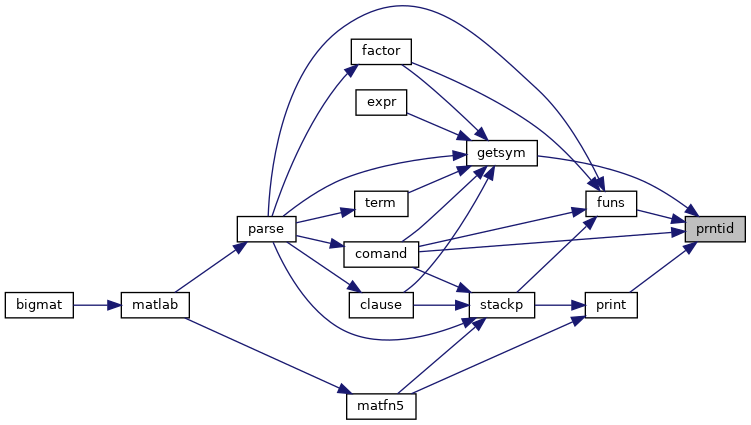 factor
expr
getsym
term
funs
parse
prntid
comand
bigmat
matlab
clause
stackp
print
matfn5